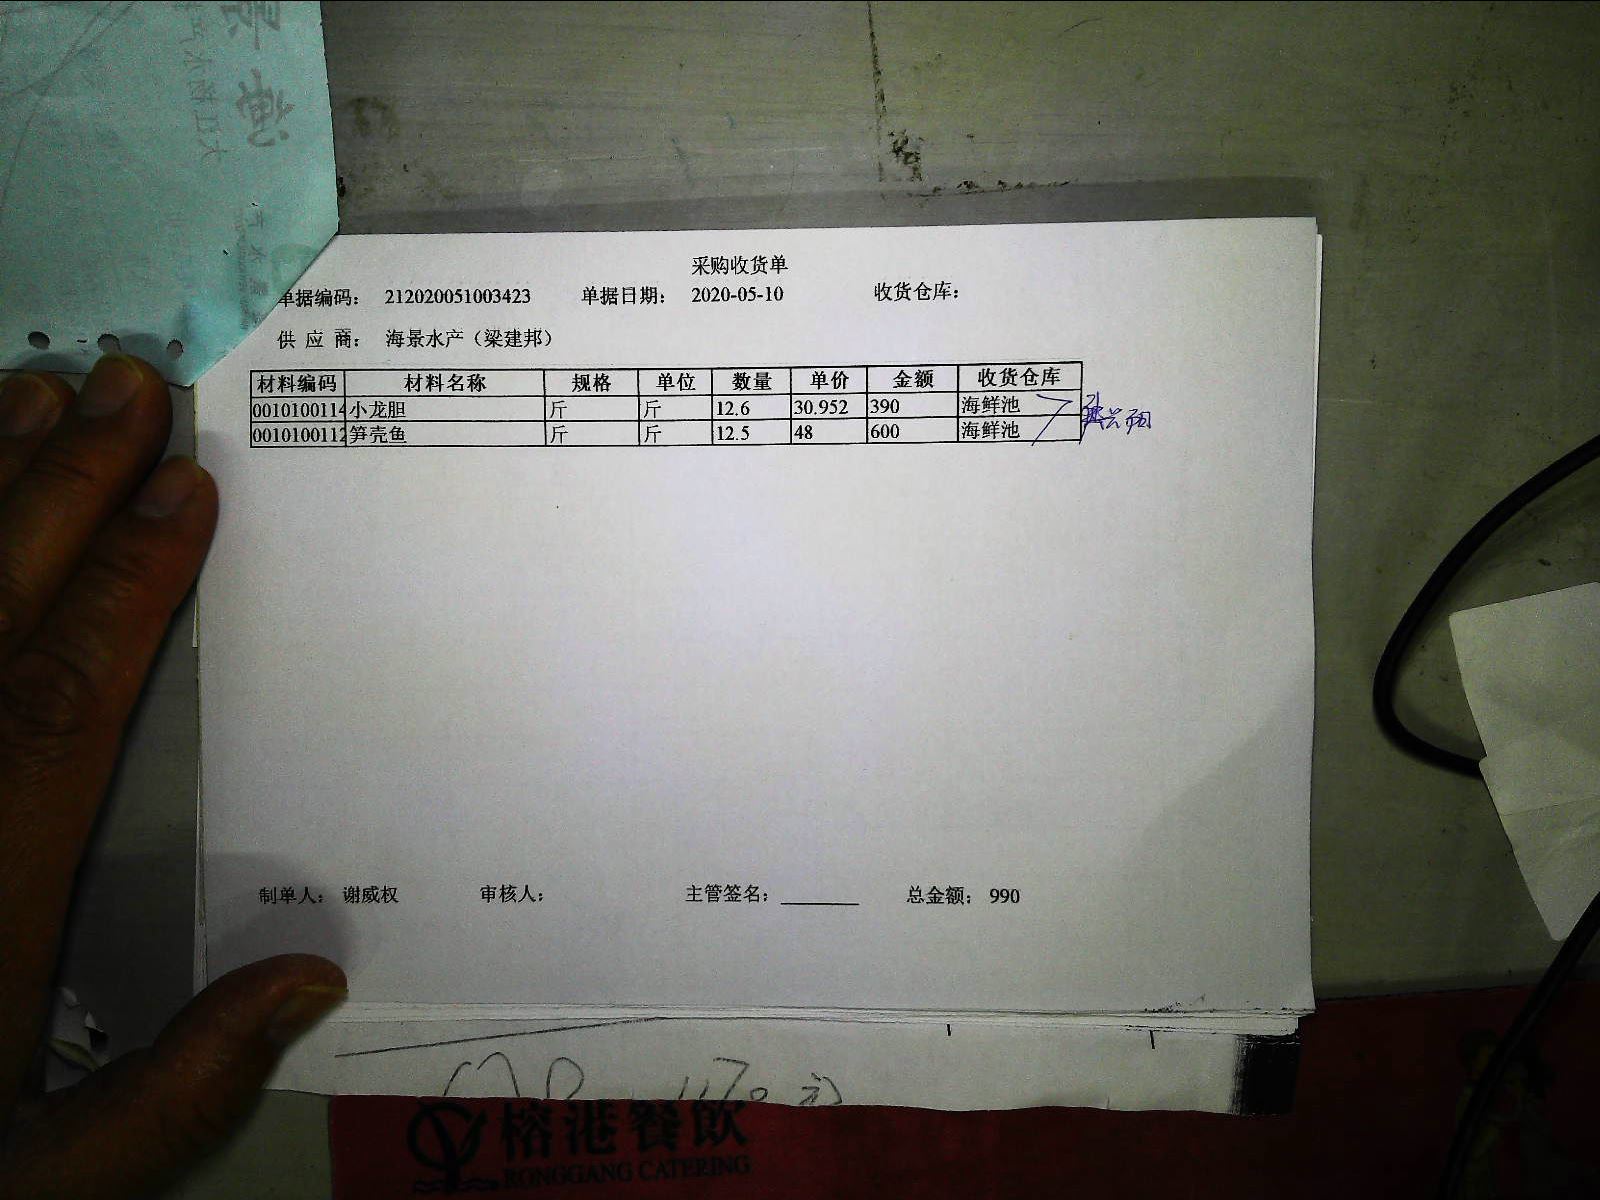 采购收货单
单据编码： 212020051003423 单据日期： 2020-05-10 收货仓库：
供 应 商： 海景水产（梁建邦）
材料编码 材料名称 规格 单位 数量 单价 金额 收货仓库
0010100114 小龙胆 斤 斤 12.6 30.952 390 海鲜池
0010100112 笋壳鱼 斤 斤 12.5 48 600 海鲜池
制单人： 谢威权 审核人： 主管签名： 总金额： 990
榕港餐饮
RONGGANG CATERING